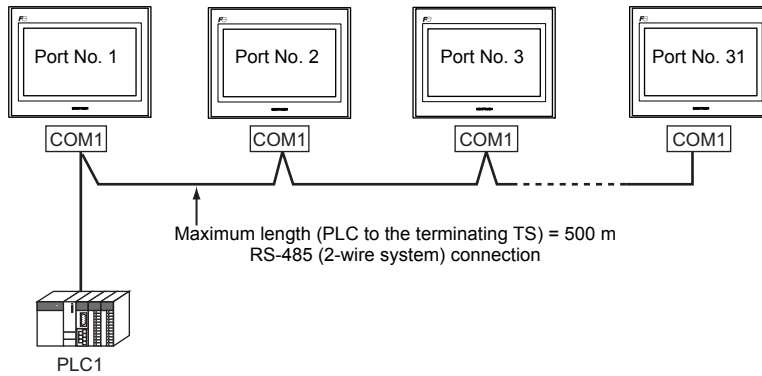 Port No. 1
Port No. 2
Port No. 3
Port No. 31
COM1
COM1
COM1
COM1
Maximum length (PLC to the terminating TS) = 500 m
RS-485 (2-wire system) connection
PLC1